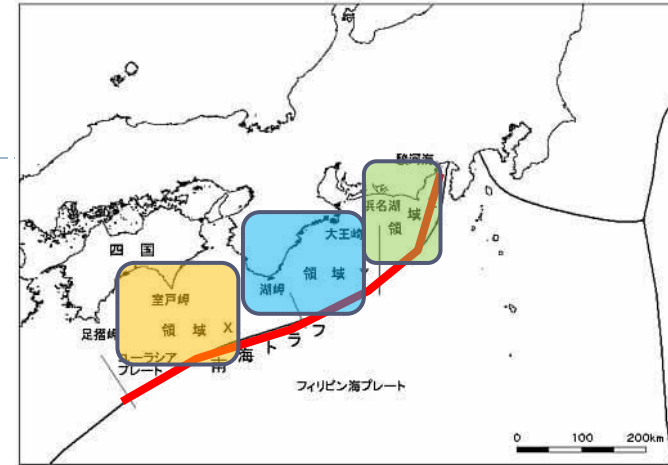 駿河湾
浜名湖
領域
大王崎
四国
領域
潮岬
室戸岬
足摺岬
領域 X
ユーラシア
プレート
南海トラフ
フィリピン海プレート
0 100 200km